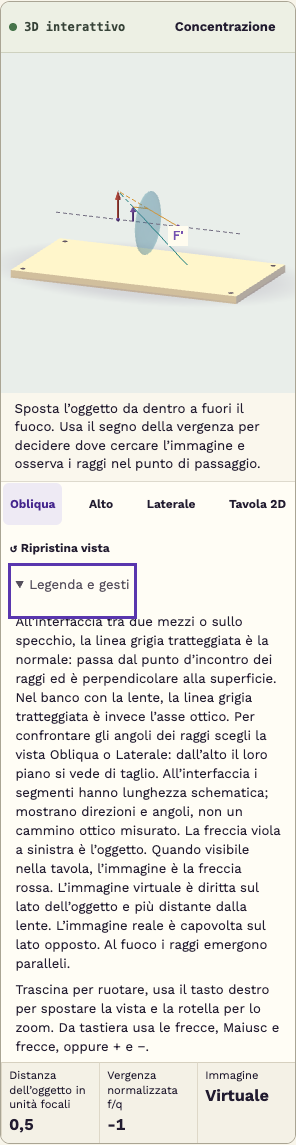 3D interattivo
Concentrazione
F'
Sposta l’oggetto da dentro a fuori il
fuoco. Usa il segno della vergenza per
decidere dove cercare l’immagine e
osserva i raggi nel punto di passaggio.
Obliqua
Alto
Laterale
Tavola 2D
↺ Ripristina vista
▼ Legenda e gesti
All’interfaccia tra due mezzi o sullo
specchio, la linea grigia tratteggiata è la
normale: passa dal punto d’incontro dei
raggi ed è perpendicolare alla superficie.
Nel banco con la lente, la linea grigia
tratteggiata è invece l’asse ottico. Per
confrontare gli angoli dei raggi scegli la
vista Obliqua o Laterale: dall’alto il loro
piano si vede di taglio. All’interfaccia i
segmenti hanno lunghezza schematica;
mostrano direzioni e angoli, non un
cammino ottico misurato. La freccia viola
a sinistra è l’oggetto. Quando visibile
nella tavola, l’immagine è la freccia
rossa. L’immagine virtuale è diritta sul
lato dell’oggetto e più distante dalla
lente. L’immagine reale è capovolta sul
lato opposto. Al fuoco i raggi emergono
paralleli.
Trascina per ruotare, usa il tasto destro
per spostare la vista e la rotella per lo
zoom. Da tastiera usa le frecce, Maiusc e
frecce, oppure + e −.
Distanza
dell’oggetto in
unità focali
0,5
Vergenza
normalizzata
f/q
−1
Immagine
Virtuale